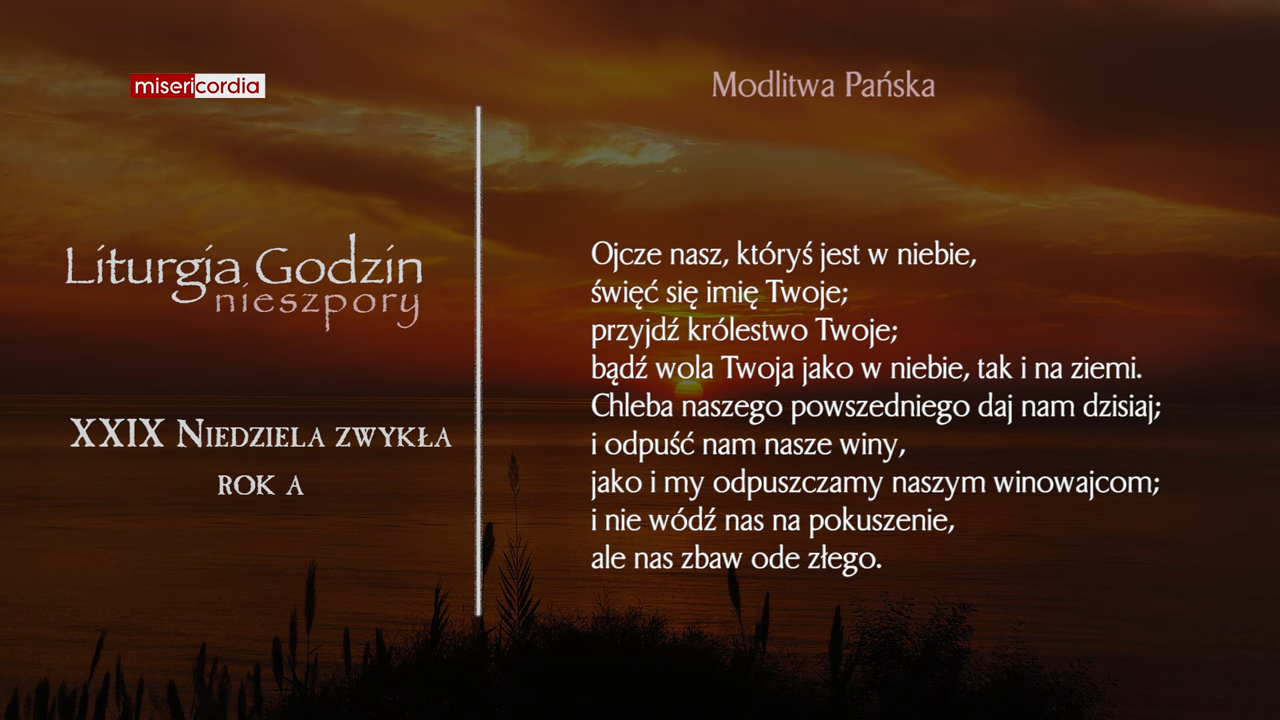 misericordia
Liturgia Godzin
nieszpory
XXIX Niedziela zwykła
rok A
Modlitwa Pańska
Ojcze nasz, któryś jest w niebie,
święć się imię Twoje;
przyjdź królestwo Twoje;
bądź wola Twoja jako w niebie, tak i na ziemi.
Chleba naszego powszedniego daj nam dzisiaj;
i odpuść nam nasze winy,
jako i my odpuszczamy naszym winowajcom;
i nie wódź nas na pokuszenie,
ale nas zbaw ode złego.